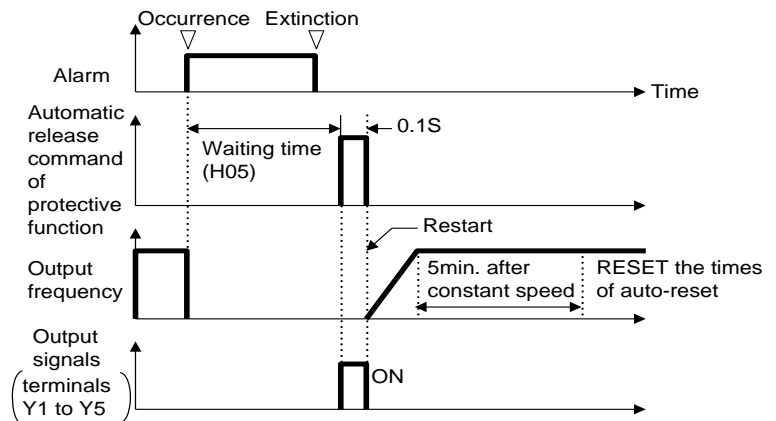 Occurrence Extinction
Alarm
Time
Automatic
release
command
of
protective
function
0.1S
Waiting time
(H05)
Restart
Output
frequency
5min. after
constant speed
RESET the times
of auto-reset
Output
signals
(terminals
Y1 to Y5)
ON